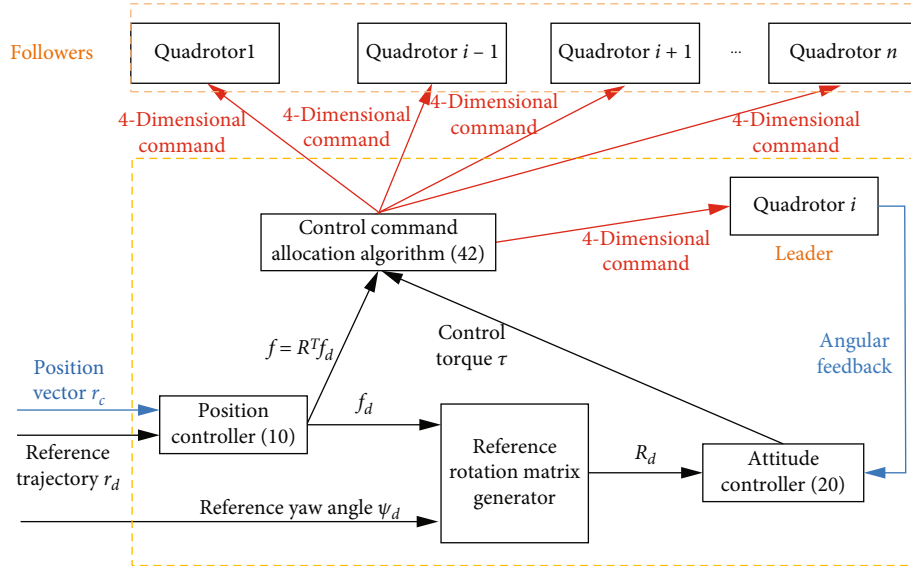 Followers
Quadrotor1
Quadrotor i – 1
Quadrotor i + 1
...
Quadrotor n
4-Dimensional
command
4-Dimensional
command
4-Dimensional
command
4-Dimensional
command
Control command
allocation algorithm (42)
4-Dimensional
command
Quadrotor i
Leader
f = R^T f_d
Control
torque τ
Angular
feedback
Position
vector r_c
Reference
trajectory r_d
Position
controller (10)
f_d
Reference
rotation matrix
generator
R_d
Attitude
controller (20)
Reference yaw angle ψ_d